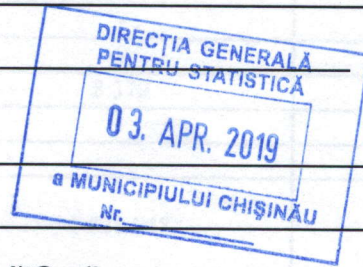 DIRECȚIA GENERALĂ
PENTRU STATISTICĂ
03. APR. 2019
a MUNICIPIULUI CHIȘINĂU
Nr.